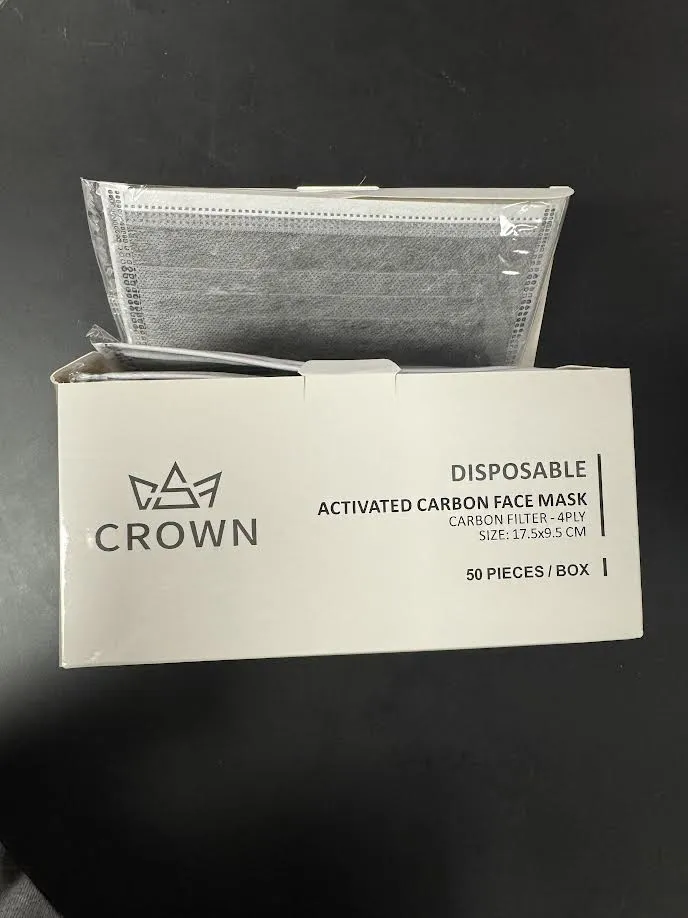 CROWN
DISPOSABLE
ACTIVATED CARBON FACE MASK
CARBON FILTER - 4PLY
SIZE: 17.5x9.5 CM
50 PIECES / BOX